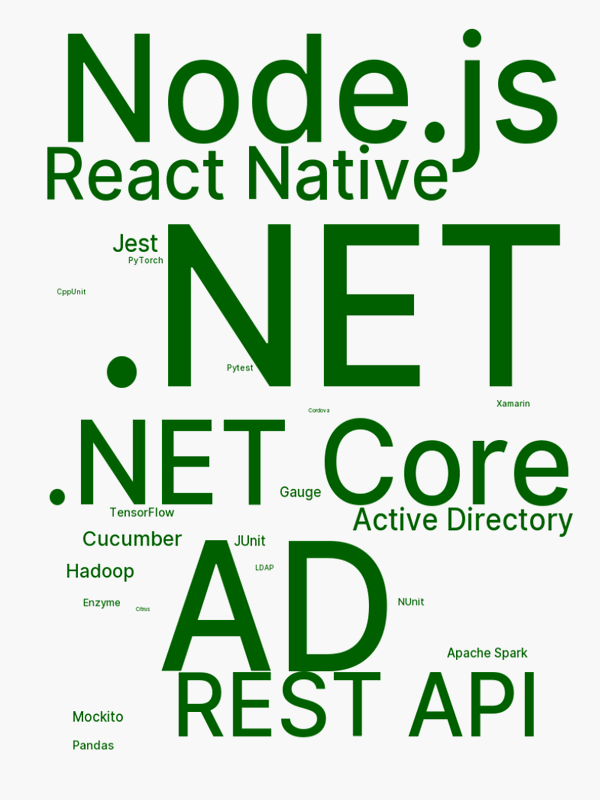 Node.js
React Native
Jest
PyTorch
.NET
CppUnit
Pytest
Xamarin
Cordova
.NET Core
Gauge
TensorFlow
Active Directory
Cucumber
JUnit
AD
LDAP
Hadoop
Enzyme
Citrus
NUnit
Apache Spark
REST API
Mockito
Pandas